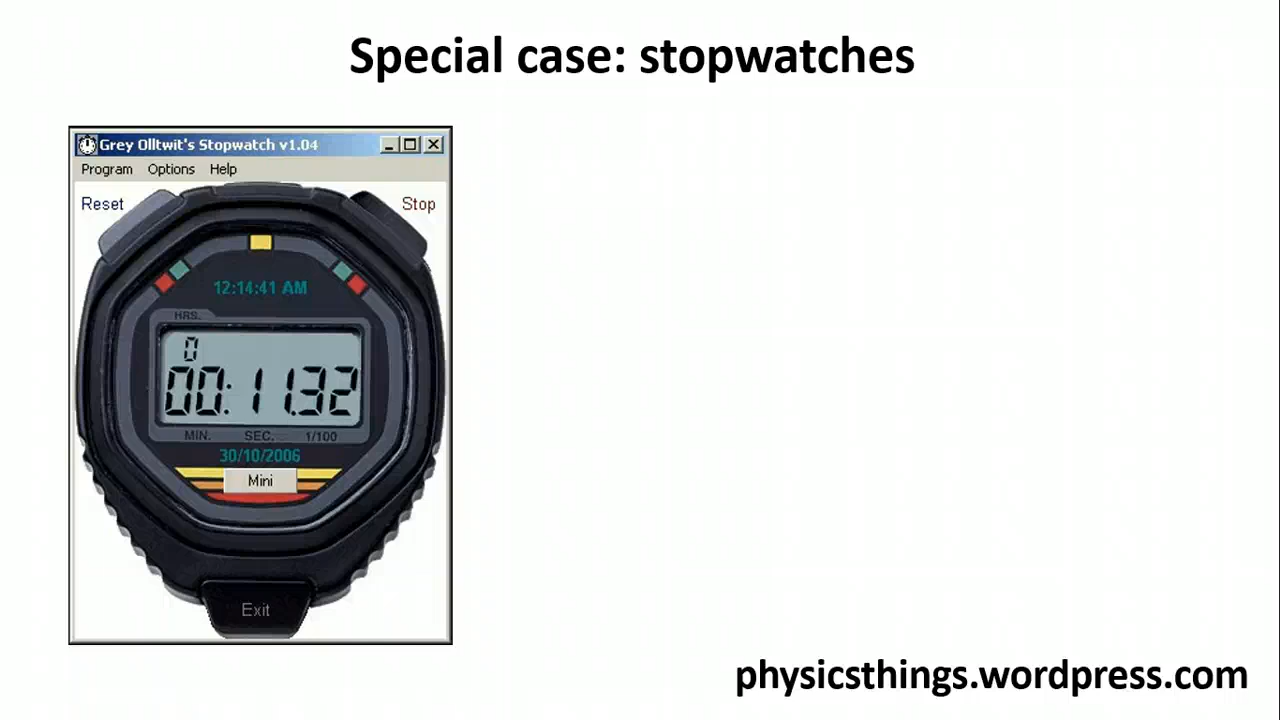 Special case: stopwatches
Grey Olltwit's Stopwatch v1.04
Program Options Help
Reset Stop
12:14:41 AM
HRS.
0
00:11.32
MIN. SEC. 1/100
30/10/2006
Mini
Exit
physicsthings.wordpress.com